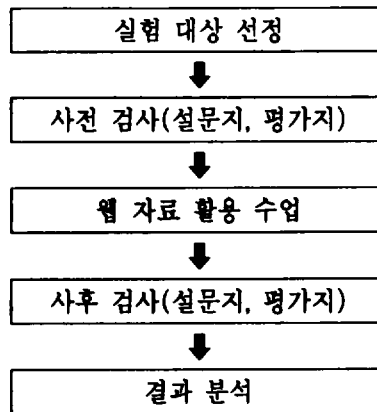 실험 대상 선정
사전 검사(설문지, 평가지)
웹 자료 활용 수업
사후 검사(설문지, 평가지)
결과 분석